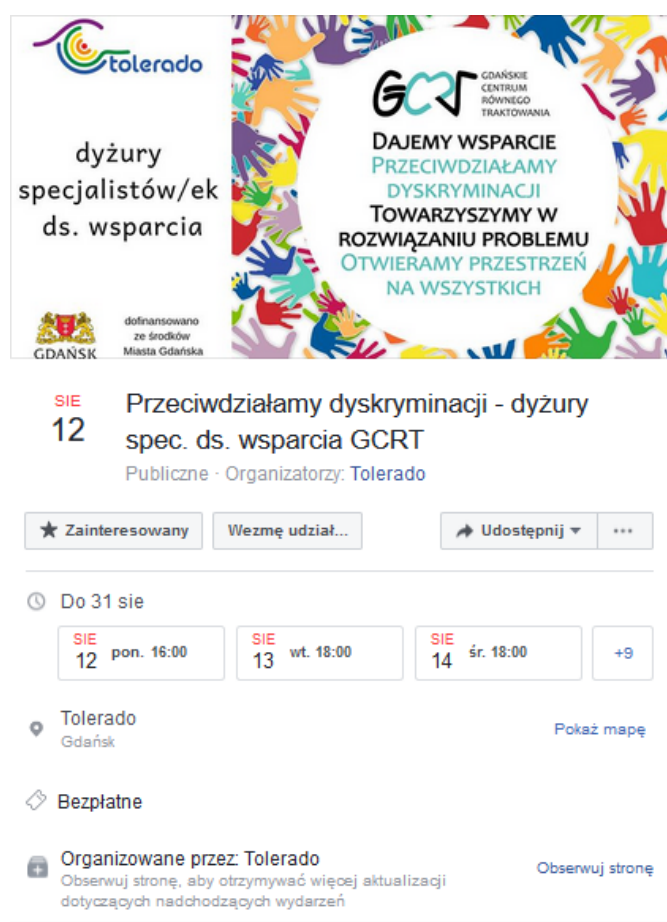 tolerado
dyżury
specjalistów/ek
ds. wsparcia
GDAŃSK
dofinansowano
ze środków
Miasta Gdańska
GCRT
GDAŃSKIE
CENTRUM
RÓWNEGO
TRAKTOWANIA
DAJEMY WSPARCIE
PRZECIWDZIAŁAMY
DYSKRYMINACJI
TOWARZYSZYMY W
ROZWIĄZANIU PROBLEMU
OTWIERAMY PRZESTRZEŃ
NA WSZYSTKICH
SIE
12
Przeciwdziałamy dyskryminacji - dyżury
spec. ds. wsparcia GCRT
Publiczne · Organizatorzy: Tolerado
Zainteresowany
Wezmę udział...
Udostępnij
Do 31 sie
SIE
12
pon. 16:00
SIE
13
wt. 18:00
SIE
14
śr. 18:00
+9
Tolerado
Gdańsk
Pokaż mapę
Bezpłatne
Organizowane przez: Tolerado
Obserwuj stronę, aby otrzymywać więcej aktualizacji
dotyczących nadchodzących wydarzeń
Obserwuj stronę